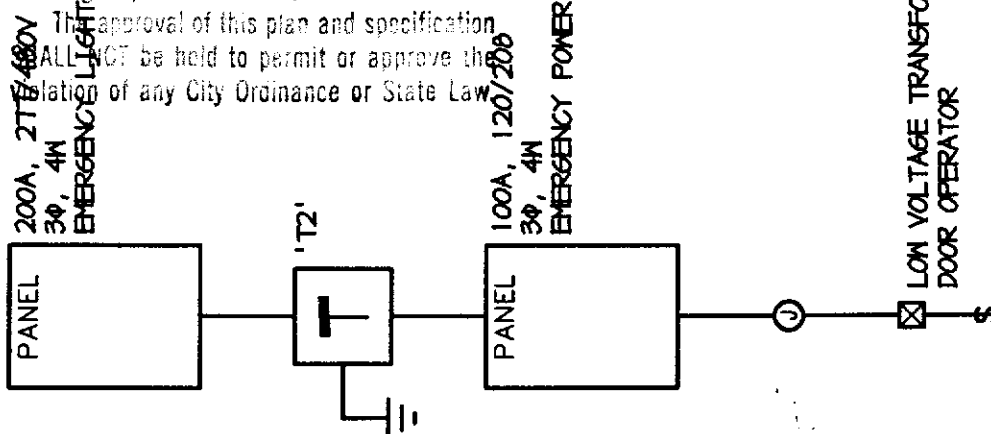 The approval of this plan and specification
SHALL NOT be held to permit or approve the
violation of any City Ordinance or State Law.
200A, 277/480V
3Φ, 4W
EMERGENCY
PANEL
'T2'
T
100A, 120/208
3Φ, 4W
EMERGENCY POWER
PANEL
J
LOW VOLTAGE TRANSFO
DOOR OPERATOR
S